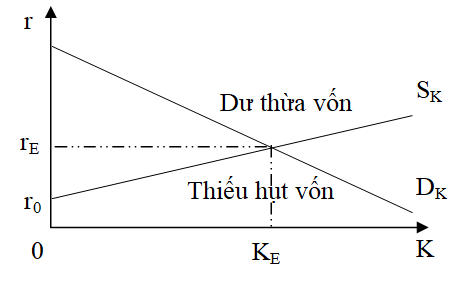 r
Dư thừa vốn
S_K
r_E
Thiếu hụt vốn
D_K
r_0
0
K_E
K